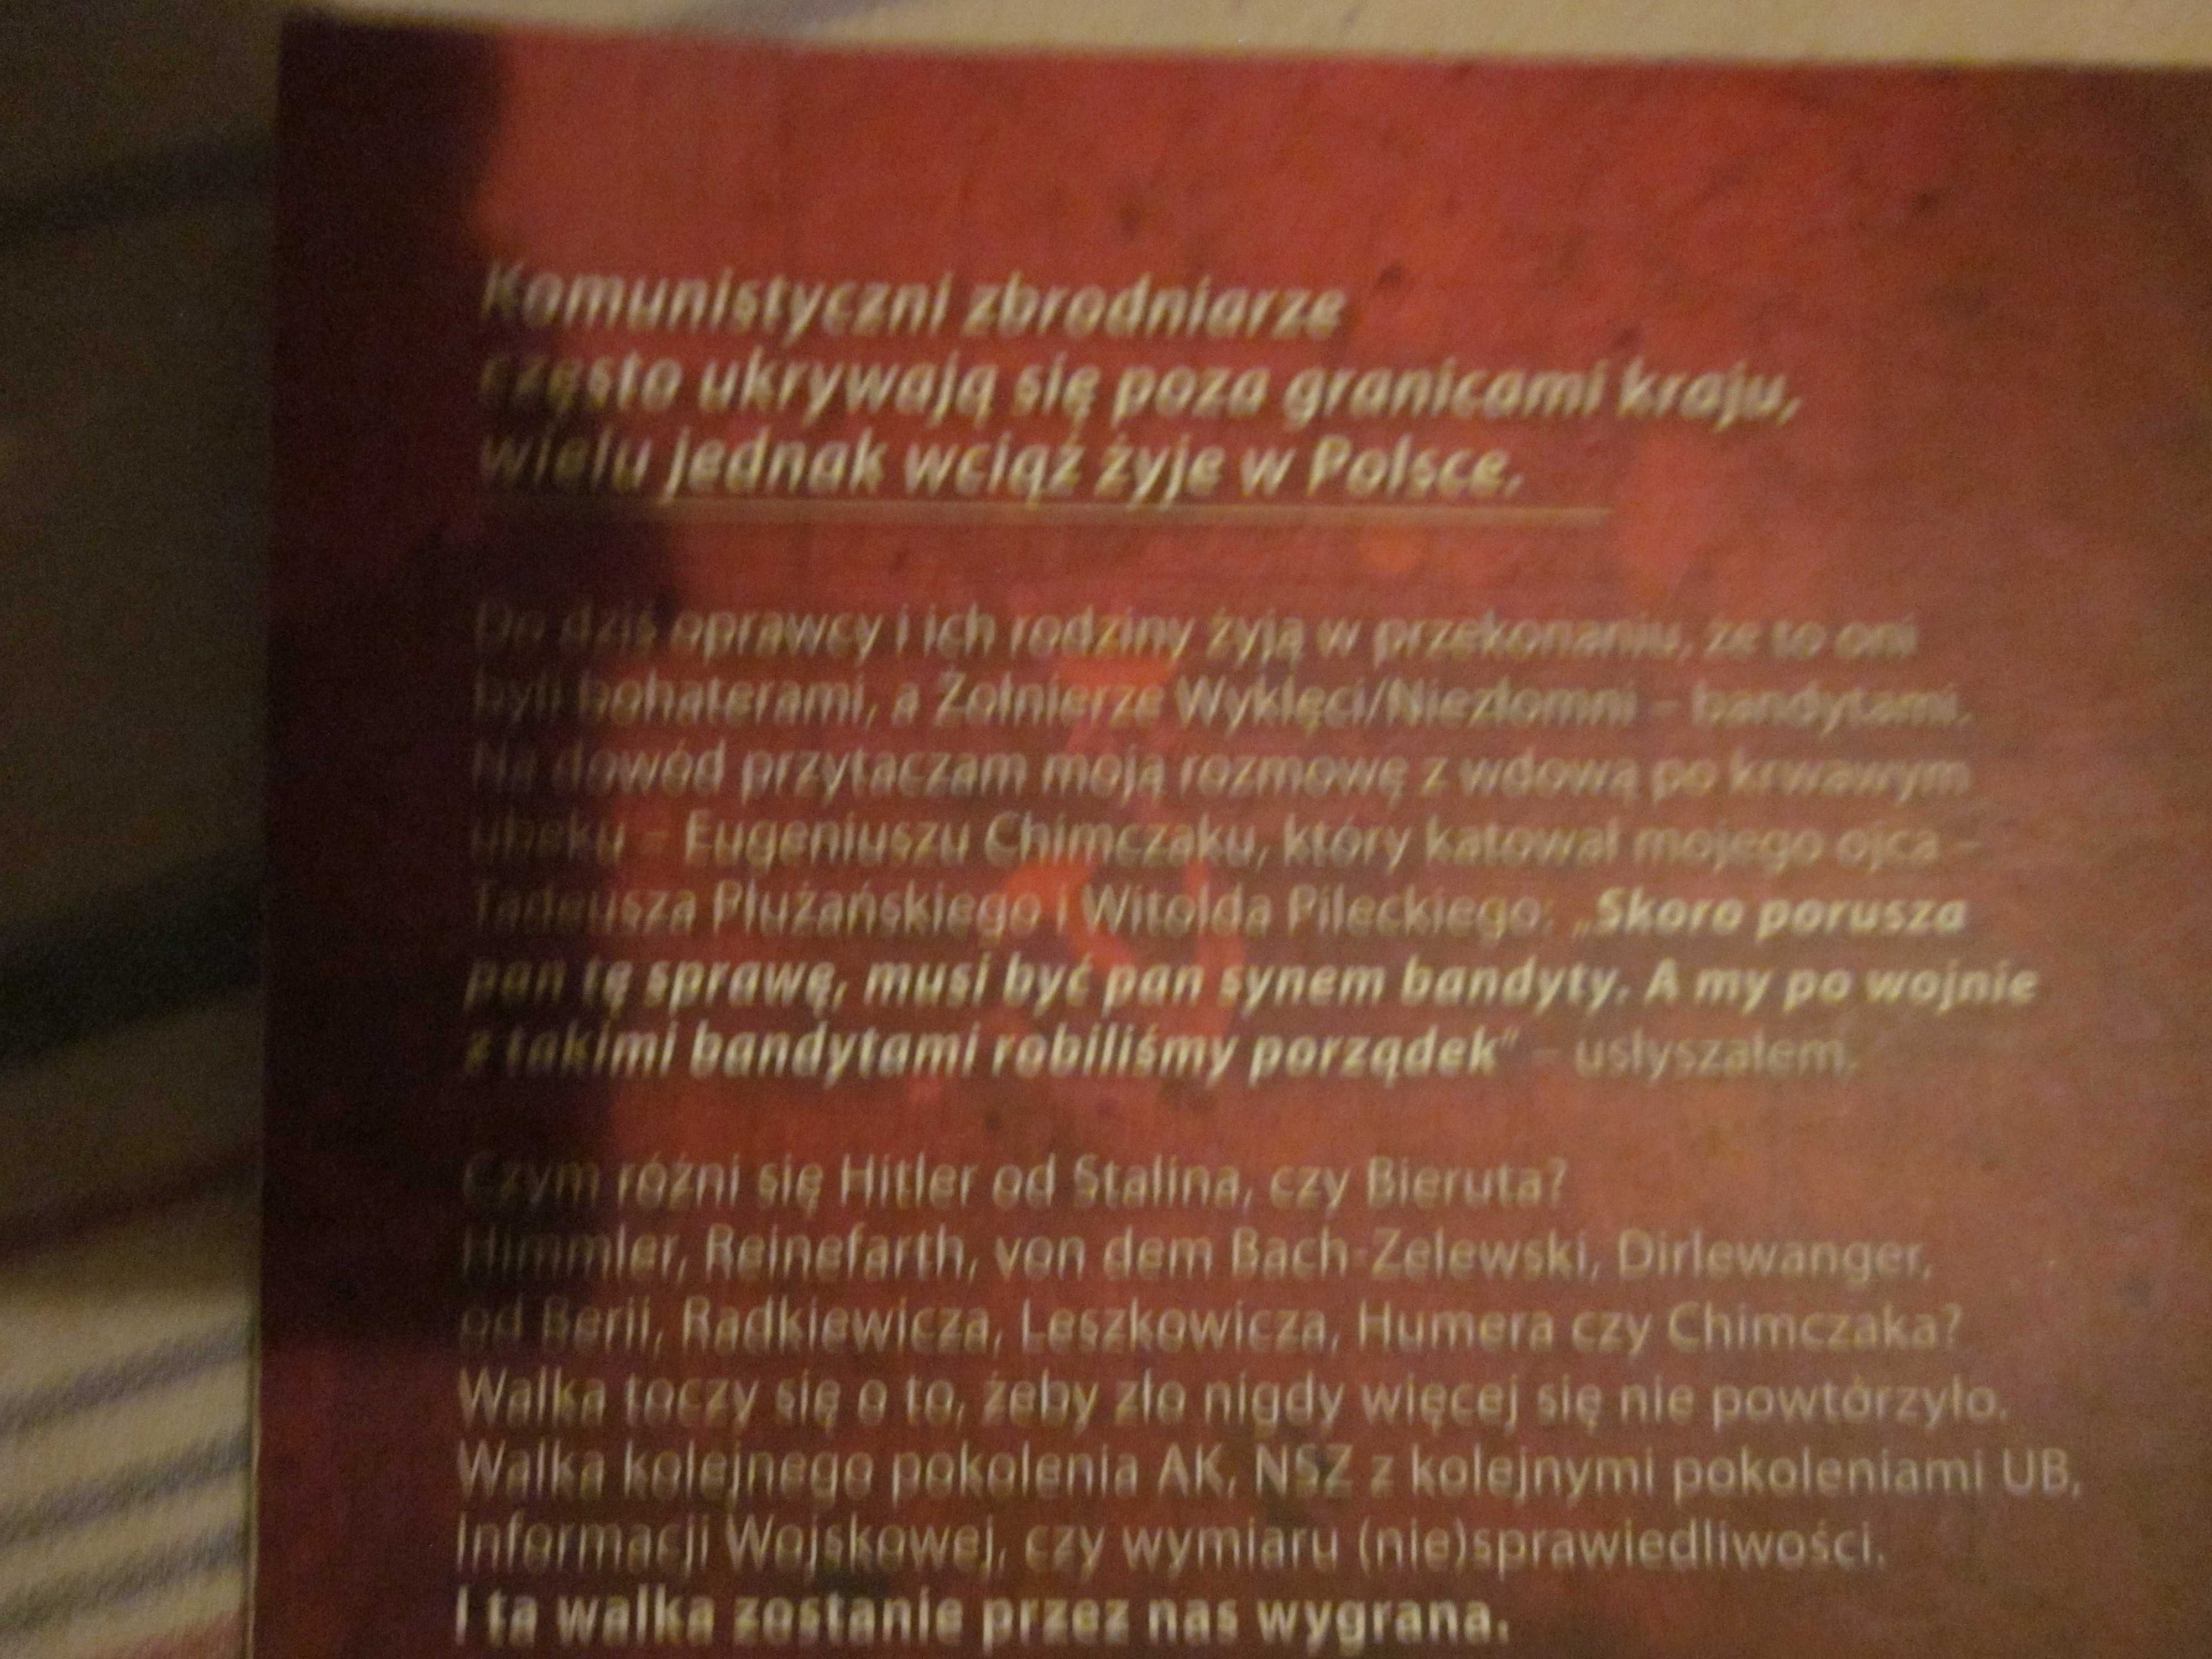 Komunistyczni zbrodniarze
często ukrywają się poza granicami kraju,
wielu jednak wciąż żyje w Polsce.
Do dziś oprawcy i ich rodziny żyją w przekonaniu, że to oni
byli bohaterami, a Żołnierze Wyklęci/Niezłomni – bandytami.
Na dowód przytaczam moją rozmowę z wdową po krwawym
ubeku – Eugeniuszu Chimczaku, który katował mojego ojca –
Tadeusza Płużańskiego i Witolda Pileckiego: „Skoro porusza
pan tę sprawę, musi być pan synem bandyty. A my po wojnie
z takimi bandytami robiliśmy porządek" – usłyszałem.
Czym różni się Hitler od Stalina, czy Bieruta?
Himmler, Reinefarth, von dem Bach-Zelewski, Dirlewanger,
od Berii, Radkiewicza, Leszkowicza, Humera czy Chimczaka?
Walka toczy się o to, żeby zło nigdy więcej się nie powtórzyło.
Walka kolejnego pokolenia AK, NSZ z kolejnymi pokoleniami UB,
Informacji Wojskowej, czy wymiaru (nie)sprawiedliwości.
I ta walka zostanie przez nas wygrana.